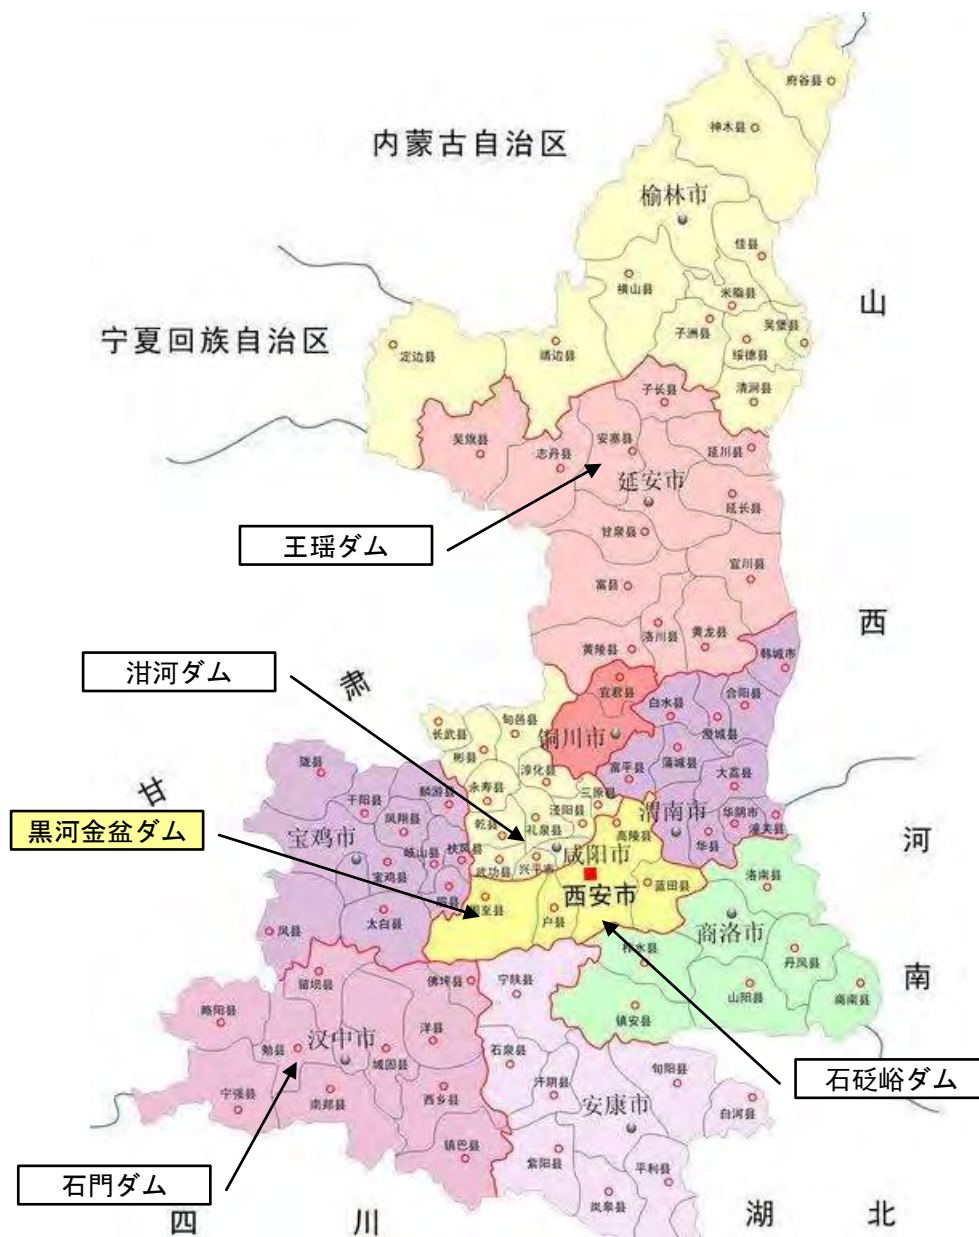 府谷县
神木县
内蒙古自治区
榆林市
佳县
横山县
米脂县
山
吴堡县
子洲县
宁夏回族自治区
定边县
靖边县
绥德县
子长县
清涧县
吴旗县
志丹县
安塞县
延川县
延安市
延长县
王瑶ダム
甘泉县
宜川县
富县
西
洛川县
黄龙县
黄陵县
韩城市
泔河ダム
肃
宜君县
白水县
合阳县
长武县
旬邑县
铜川市
澄城县
彬县
蒲城县
陇县
淳化县
富平县
大荔县
甘
千阳县
麟游县
永寿县
三原县
泾阳县
渭南市
华阴市
潼关县
黒河金盆ダム
宝鸡市
凤翔县
乾县
礼泉县
高陵县
华县
河
岐山县
扶风县
咸阳市
武功县
兴平市
宝鸡县
眉县
西安市
蓝田县
洛南县
周至县
户县
太白县
商洛市
凤县
柞水县
丹凤县
留坝县
佛坪县
宁陕县
山阳县
商南县
南
略阳县
洋县
镇安县
勉县
汉中市
城固县
石泉县
汉阴县
旬阳县
石砭峪ダム
宁强县
南郑县
西乡县
安康市
白河县
镇巴县
紫阳县
平利县
石門ダム
岚皋县
四
川
湖
北